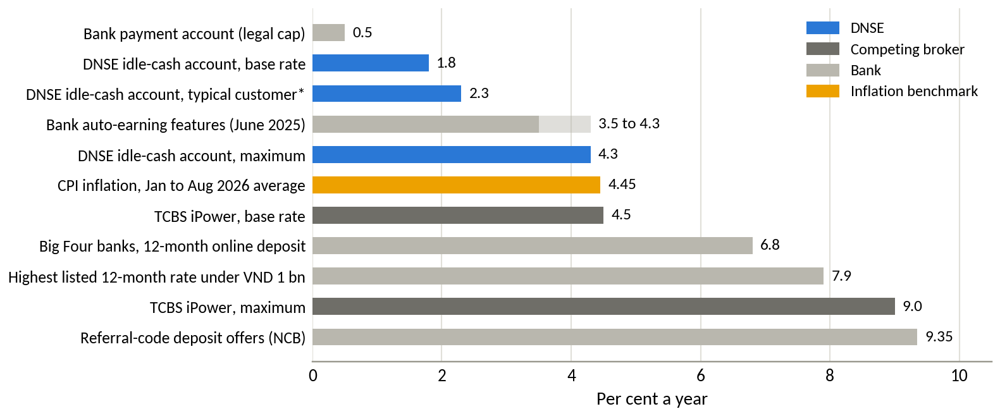 Bank payment account (legal cap) 0.5
DNSE idle-cash account, base rate 1.8
DNSE idle-cash account, typical customer* 2.3
Bank auto-earning features (June 2025) 3.5 to 4.3
DNSE idle-cash account, maximum 4.3
CPI inflation, Jan to Aug 2026 average 4.45
TCBS iPower, base rate 4.5
Big Four banks, 12-month online deposit 6.8
Highest listed 12-month rate under VND 1 bn 7.9
TCBS iPower, maximum 9.0
Referral-code deposit offers (NCB) 9.35
0 2 4 6 8 10
Per cent a year
DNSE
Competing broker
Bank
Inflation benchmark